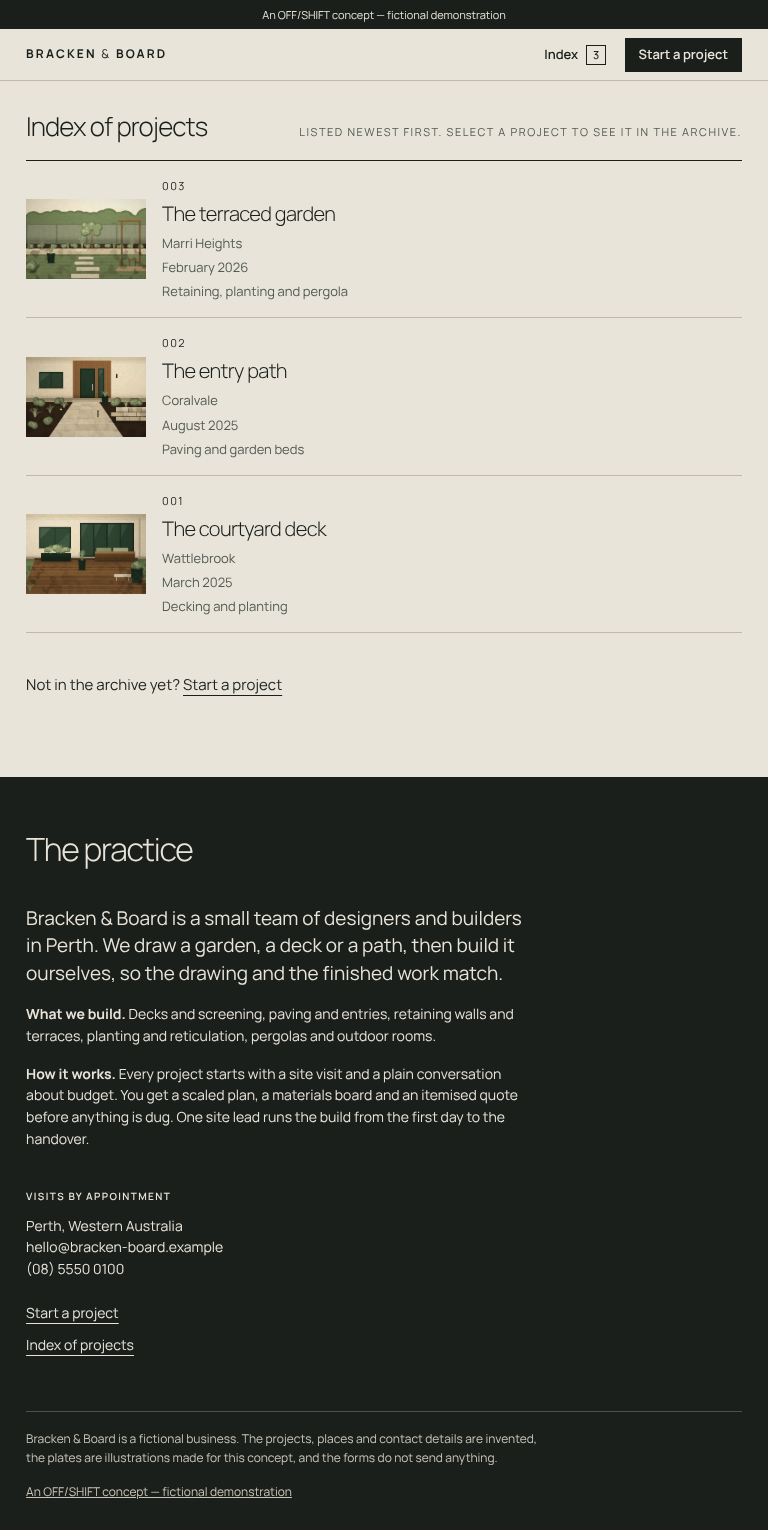 An OFF/SHIFT concept — fictional demonstration
BRACKEN & BOARD
Index 3
Start a project
Index of projects
LISTED NEWEST FIRST. SELECT A PROJECT TO SEE IT IN THE ARCHIVE.
003
The terraced garden
Marri Heights
February 2026
Retaining, planting and pergola
002
The entry path
Coralvale
August 2025
Paving and garden beds
001
The courtyard deck
Wattlebrook
March 2025
Decking and planting
Not in the archive yet? Start a project
The practice
Bracken & Board is a small team of designers and builders
in Perth. We draw a garden, a deck or a path, then build it
ourselves, so the drawing and the finished work match.
What we build. Decks and screening, paving and entries, retaining walls and
terraces, planting and reticulation, pergolas and outdoor rooms.
How it works. Every project starts with a site visit and a plain conversation
about budget. You get a scaled plan, a materials board and an itemised quote
before anything is dug. One site lead runs the build from the first day to the
handover.
VISITS BY APPOINTMENT
Perth, Western Australia
hello@bracken-board.example
(08) 5550 0100
Start a project
Index of projects
Bracken & Board is a fictional business. The projects, places and contact details are invented,
the plates are illustrations made for this concept, and the forms do not send anything.
An OFF/SHIFT concept — fictional demonstration